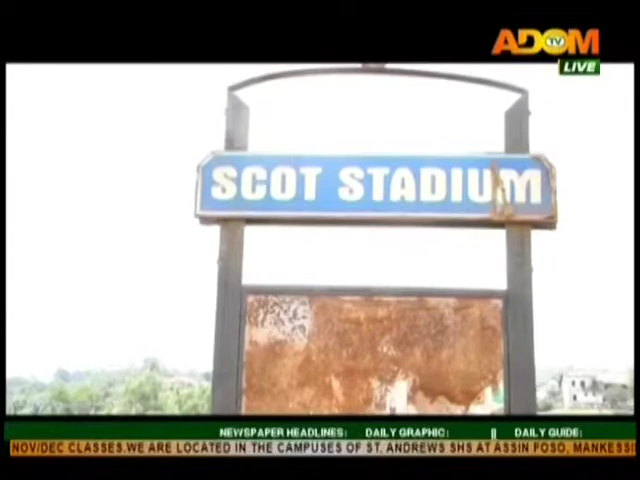 ADOM
TV
LIVE
SCOT STADIUM
NEWSPAPER HEADLINES: DAILY GRAPHIC: || DAILY GUIDE:
NOV/DEC CLASSES.WE ARE LOCATED IN THE CAMPUSES OF ST. ANDREWS SHS AT ASSIN FOSO, MANKESSI